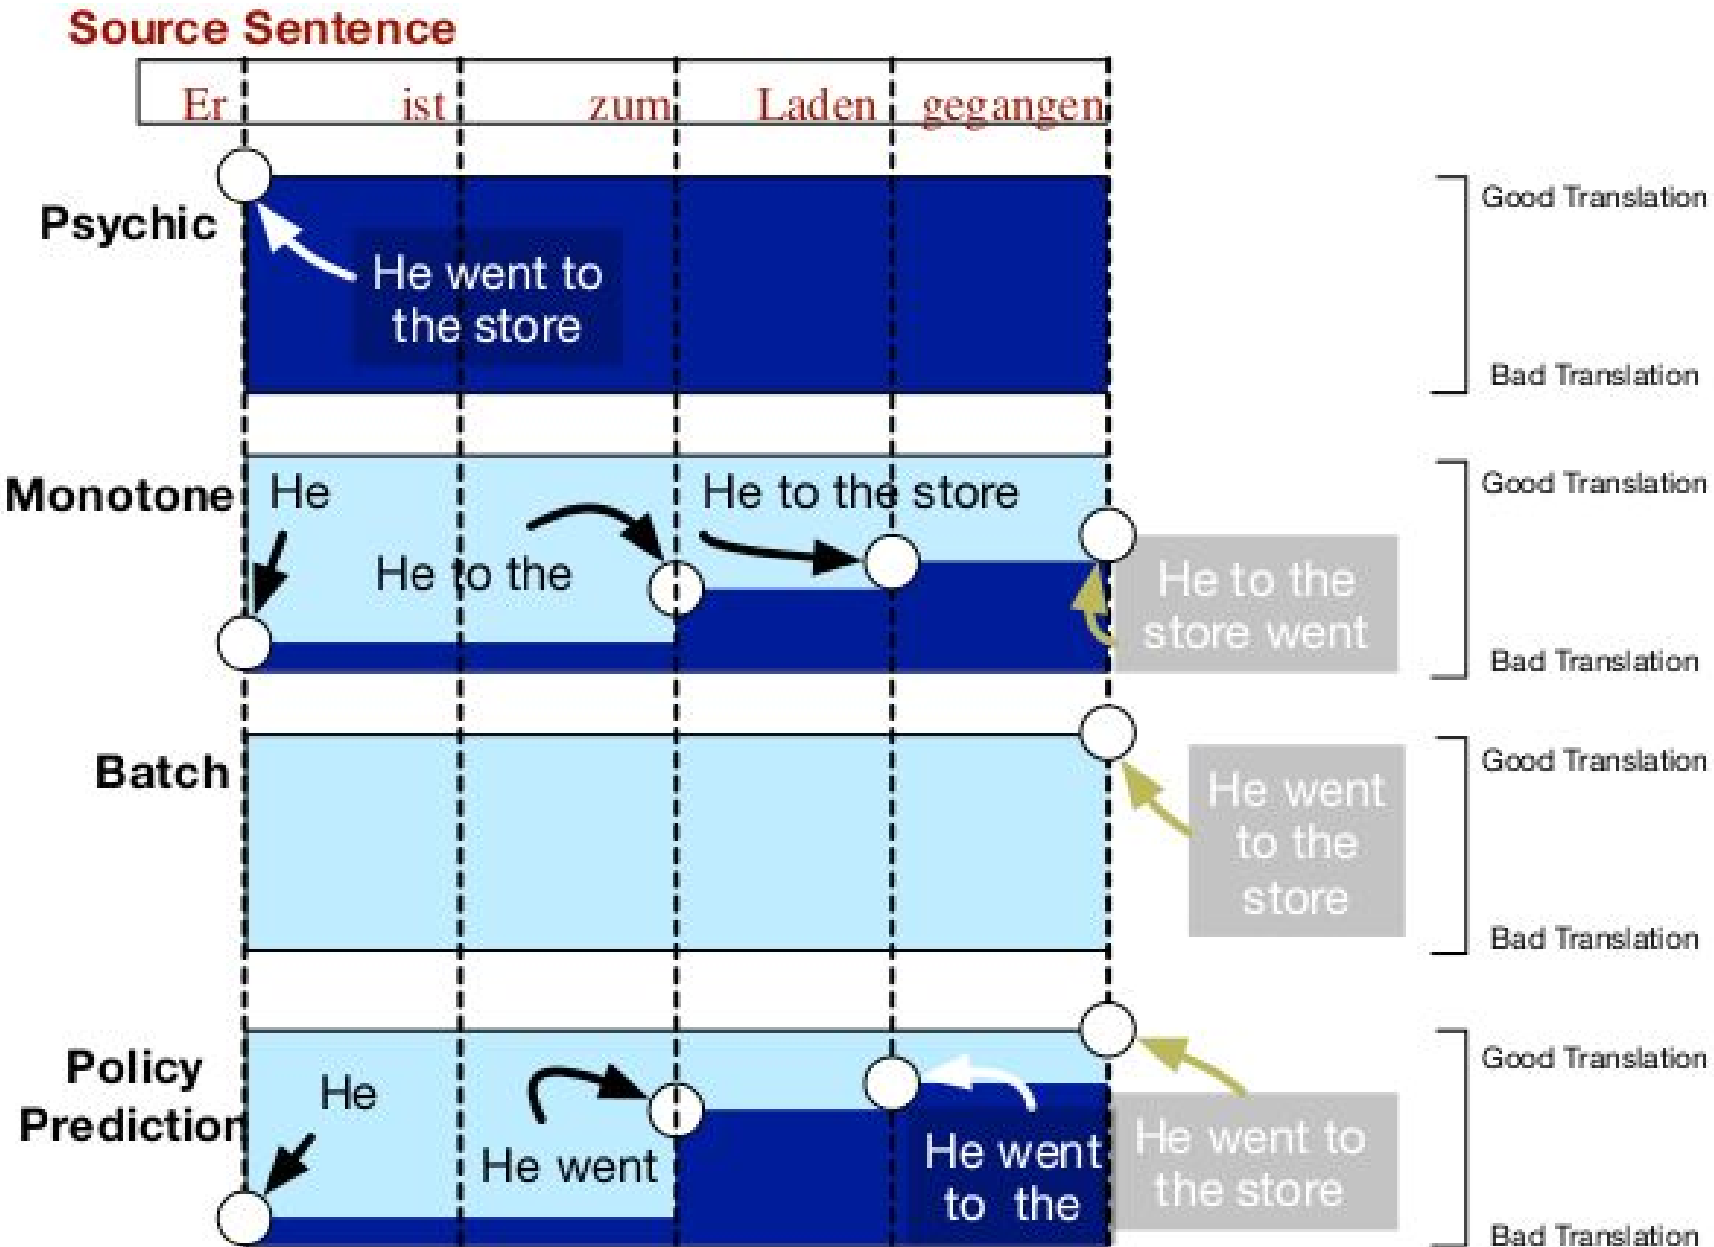 Source Sentence
Er ist zum Laden gegangen
Psychic
He went to
the store
Good Translation
Bad Translation
Monotone
He
He to the
He to the store
He to the
store went
Good Translation
Bad Translation
Batch
He went
to the
store
Good Translation
Bad Translation
Policy
Prediction
He
He went
He went
to the
He went to
the store
Good Translation
Bad Translation